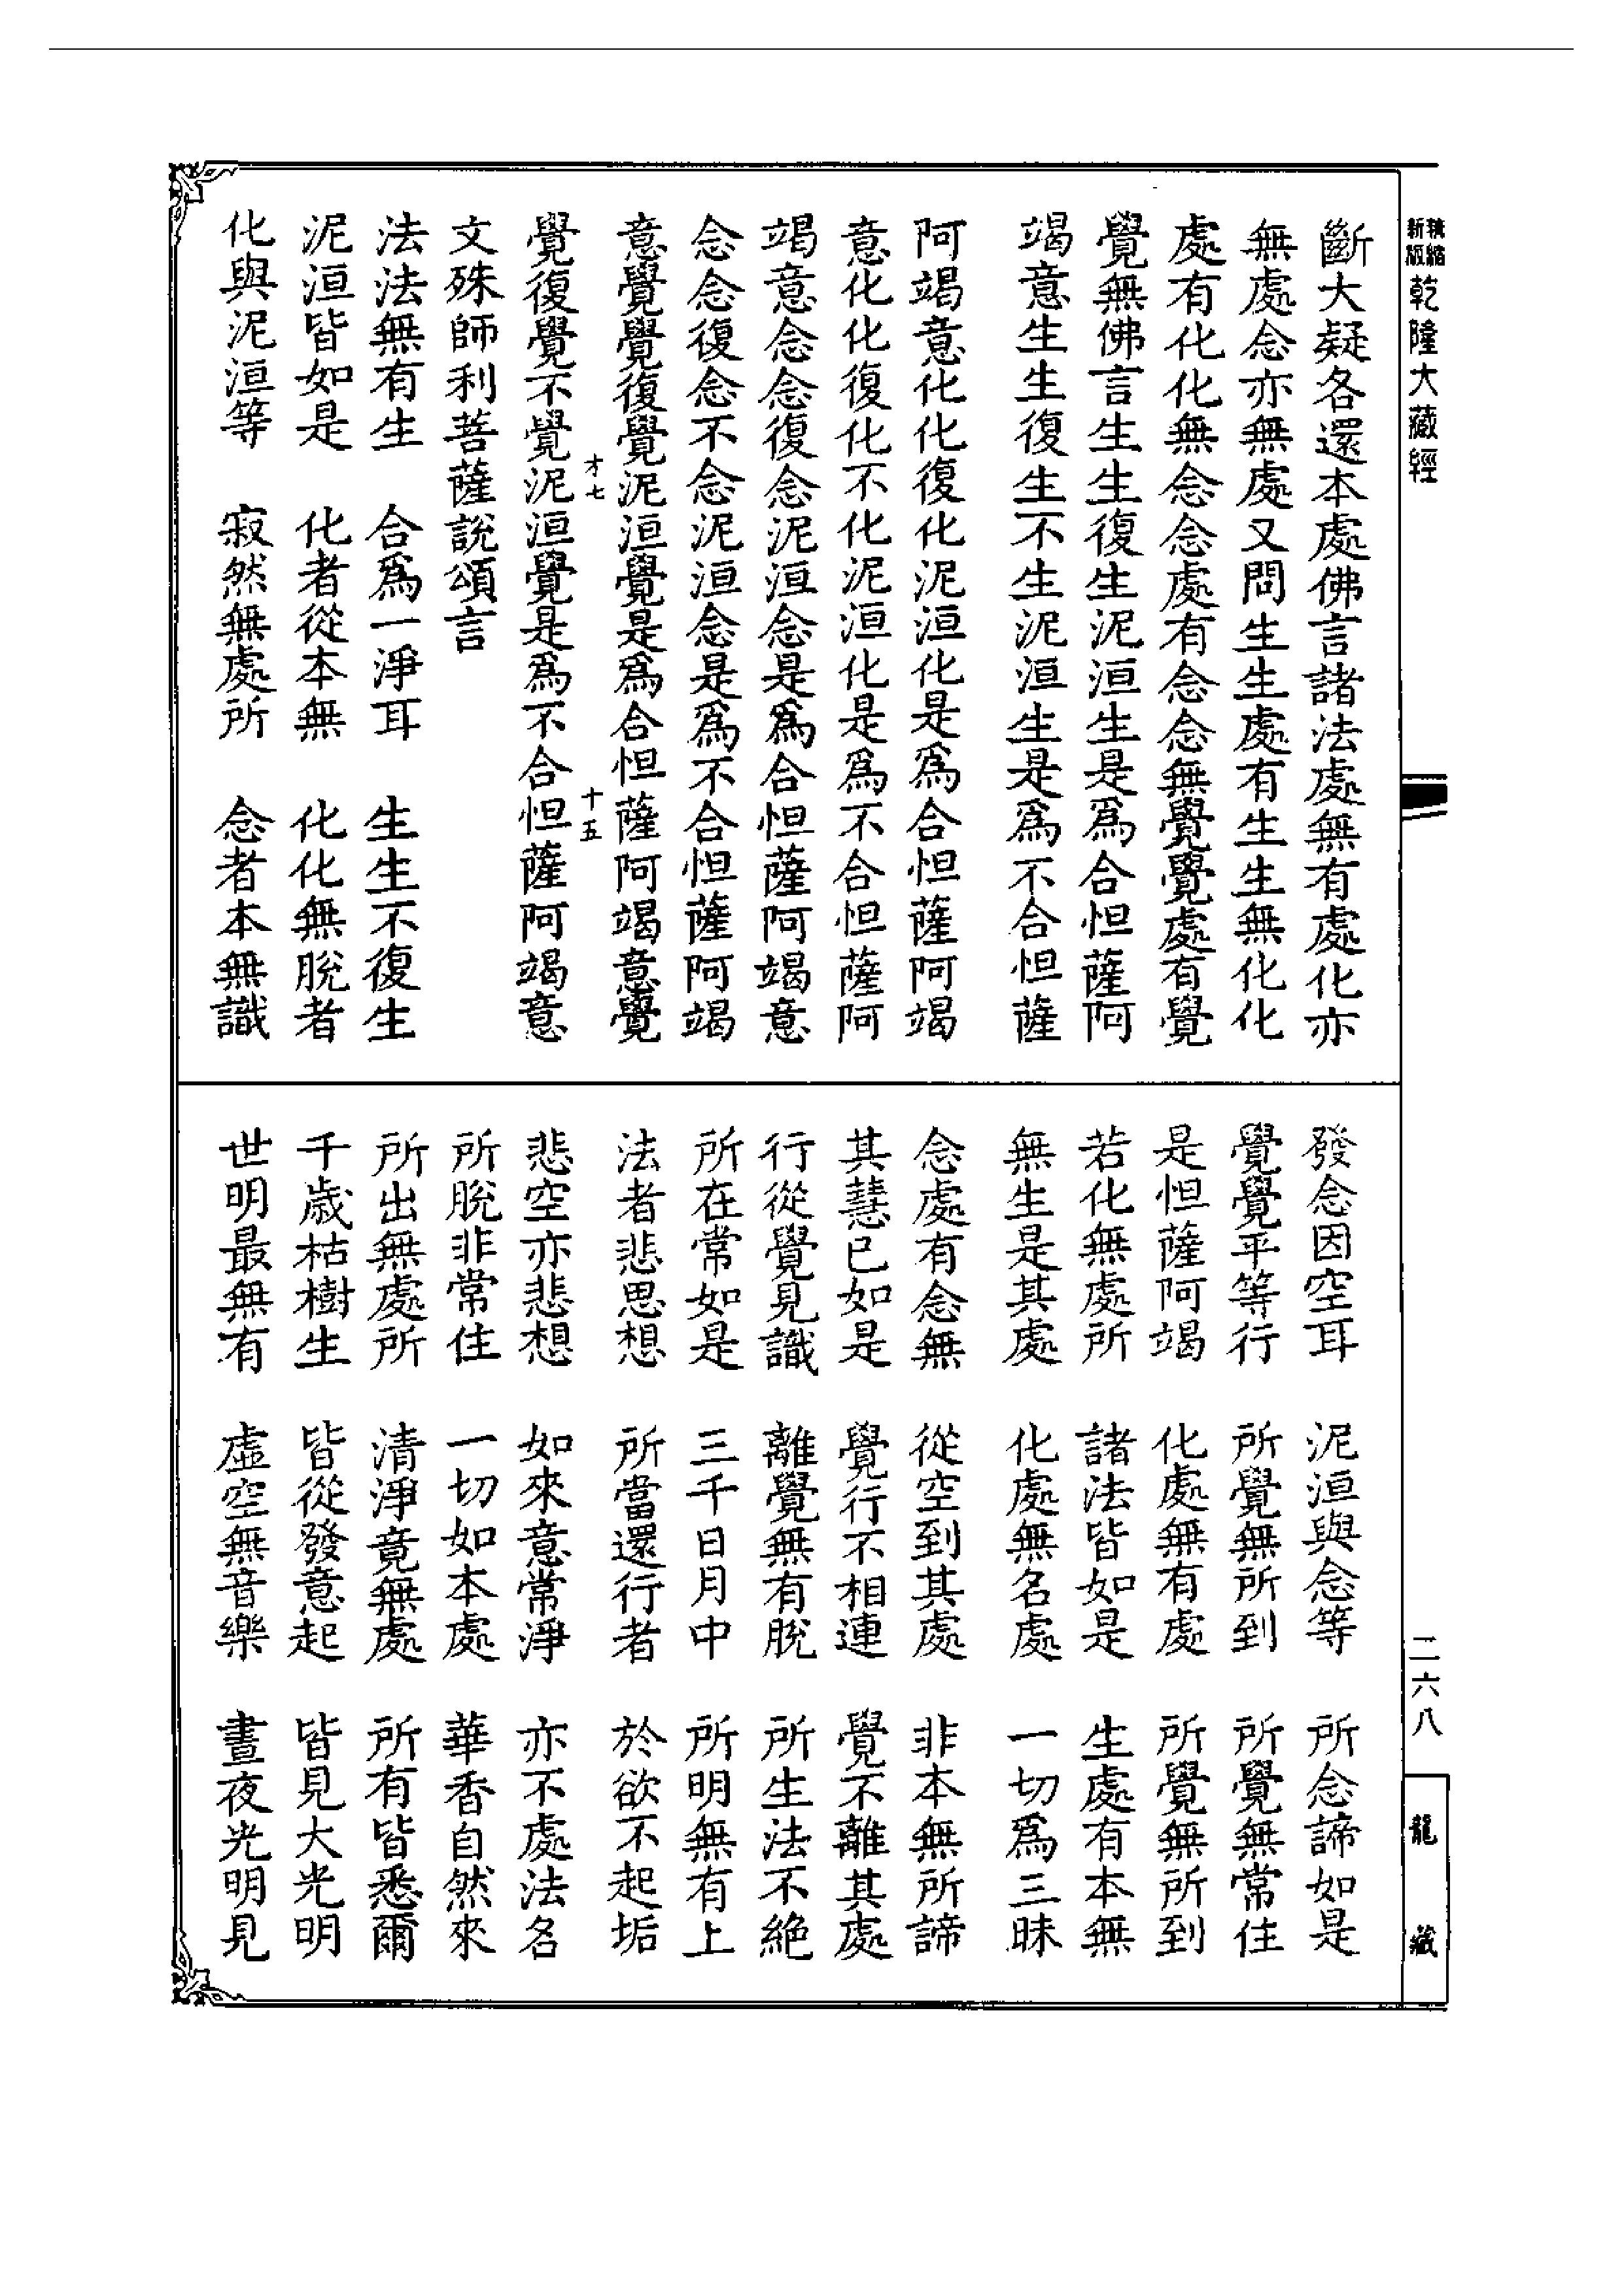 新版 精縮 乾隆大藏經
二六八
龍藏
斷大疑各還本處佛言諸法處無有處化亦
無處念亦無處又問生生處有生生無化化
處有化化無念念處有念念無覺覺處有覺
覺無佛言生生復生泥洹生是為合怛薩阿
竭意生生復生不生泥洹生是為不合怛薩
阿竭意化化復化泥洹化是為合怛薩阿竭
意化化復化不化泥洹化是為不合怛薩阿
竭意念念復念泥洹念是為合怛薩阿竭意
念念復念不念泥洹念是為不合怛薩阿竭
意覺覺復覺泥洹覺是為合怛薩阿竭意覺
才七 十五
覺復覺不覺泥洹覺是為不合怛薩阿竭意
文殊師利菩薩說頌言
法法無有生 合為一淨耳 生生不復生
泥洹皆如是 化者從本無 化化無脫者
化與泥洹等 寂然無處所 念者本無識
發念因空耳 泥洹與念等 所念諦如是
覺覺平等行 所覺無所到 所覺無常住
是怛薩阿竭 化處無有處 所覺無所到
若化無處所 諸法皆如是 生處有本無
無生是其處 化處無名處 一切為三昧
念處有念無 從空到其處 非本無所諦
其慧已如是 覺行不相連 覺不離其處
行從覺見識 離覺無有脫 所生法不絕
所在常如是 三千日月中 所明無有上
法者悲思想 所當還行者 於欲不起垢
悲空亦悲想 如來意常淨 亦不處法名
所脫非常住 一切如本處 華香自然來
所出無處所 清淨竟無處 所有皆悉爾
千歲枯樹生 皆從發意起 皆見大光明
世明最無有 虛空無音樂 晝夜光明見